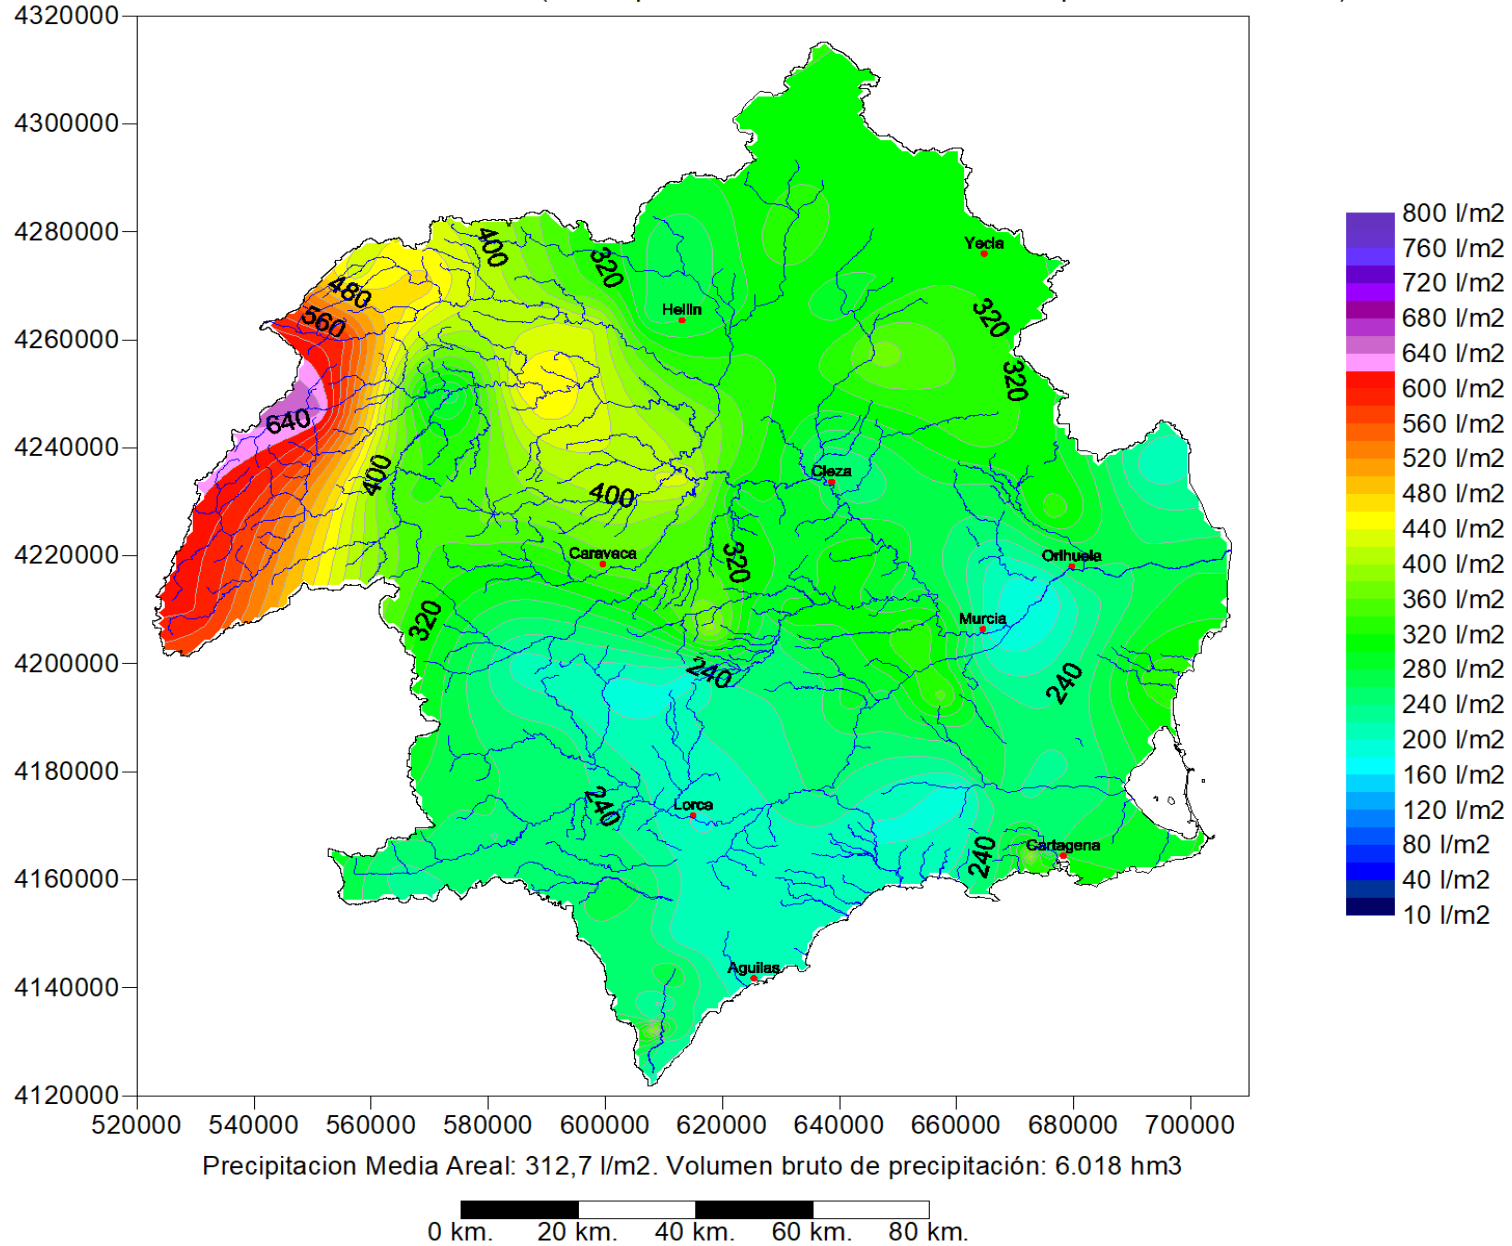 4320000
4300000
4280000
4260000
4240000
4220000
4200000
4180000
4160000
4140000
4120000
520000 540000 560000 580000 600000 620000 640000 660000 680000 700000
Yecla
400
320
480
Hellin
560
320
320
640
Cieza
400
400
Caravaca
320
Orihuela
320
Murcia
240
240
240
Lorca
240
Cartagena
Aguilas
800 l/m2
760 l/m2
720 l/m2
680 l/m2
640 l/m2
600 l/m2
560 l/m2
520 l/m2
480 l/m2
440 l/m2
400 l/m2
360 l/m2
320 l/m2
280 l/m2
240 l/m2
200 l/m2
160 l/m2
120 l/m2
80 l/m2
40 l/m2
10 l/m2
Precipitacion Media Areal: 312,7 l/m2. Volumen bruto de precipitación: 6.018 hm3
0 km. 20 km. 40 km. 60 km. 80 km.